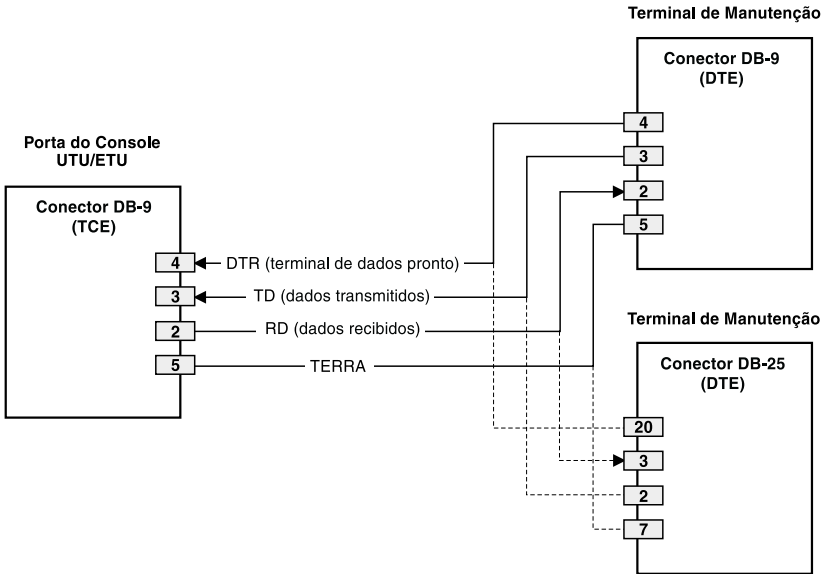 Terminal de Manutenção
Conector DB-9
(DTE)
4
3
2
5
Porta do Console
UTU/ETU
Conector DB-9
(TCE)
4
DTR (terminal de dados pronto)
3
TD (dados transmitidos)
2
RD (dados recibidos)
5
TERRA
Terminal de Manutenção
Conector DB-25
(DTE)
20
3
2
7